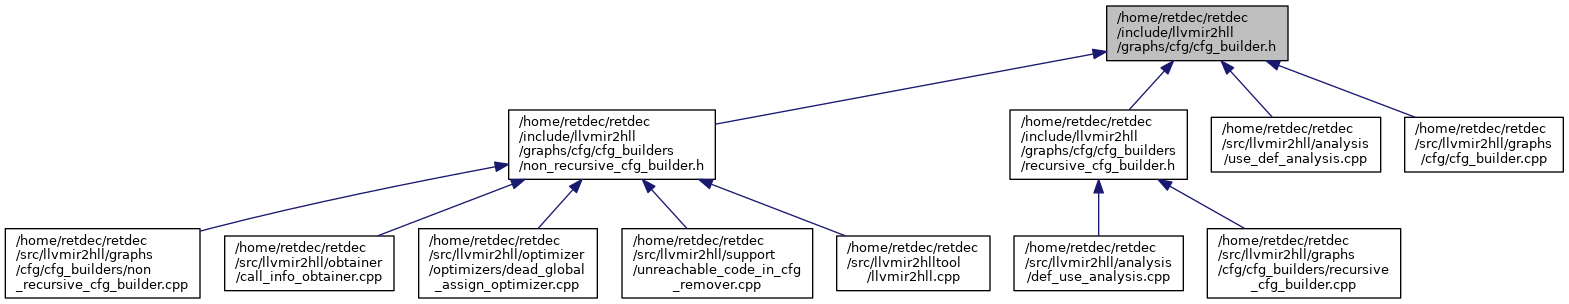 /home/retdec/retdec
/include/llvmir2hll
/graphs/cfg/cfg_builder.h
/home/retdec/retdec
/include/llvmir2hll
/graphs/cfg/cfg_builders
/non_recursive_cfg_builder.h
/home/retdec/retdec
/include/llvmir2hll
/graphs/cfg/cfg_builders
/recursive_cfg_builder.h
/home/retdec/retdec
/src/llvmir2hll/analysis
/use_def_analysis.cpp
/home/retdec/retdec
/src/llvmir2hll/graphs
/cfg/cfg_builder.cpp
/home/retdec/retdec
/src/llvmir2hll/graphs
/cfg/cfg_builders/non
_recursive_cfg_builder.cpp
/home/retdec/retdec
/src/llvmir2hll/obtainer
/call_info_obtainer.cpp
/home/retdec/retdec
/src/llvmir2hll/optimizer
/optimizers/dead_global
_assign_optimizer.cpp
/home/retdec/retdec
/src/llvmir2hll/support
/unreachable_code_in_cfg
_remover.cpp
/home/retdec/retdec
/src/llvmir2hlltool
/llvmir2hll.cpp
/home/retdec/retdec
/src/llvmir2hll/analysis
/def_use_analysis.cpp
/home/retdec/retdec
/src/llvmir2hll/graphs
/cfg/cfg_builders/recursive
_cfg_builder.cpp